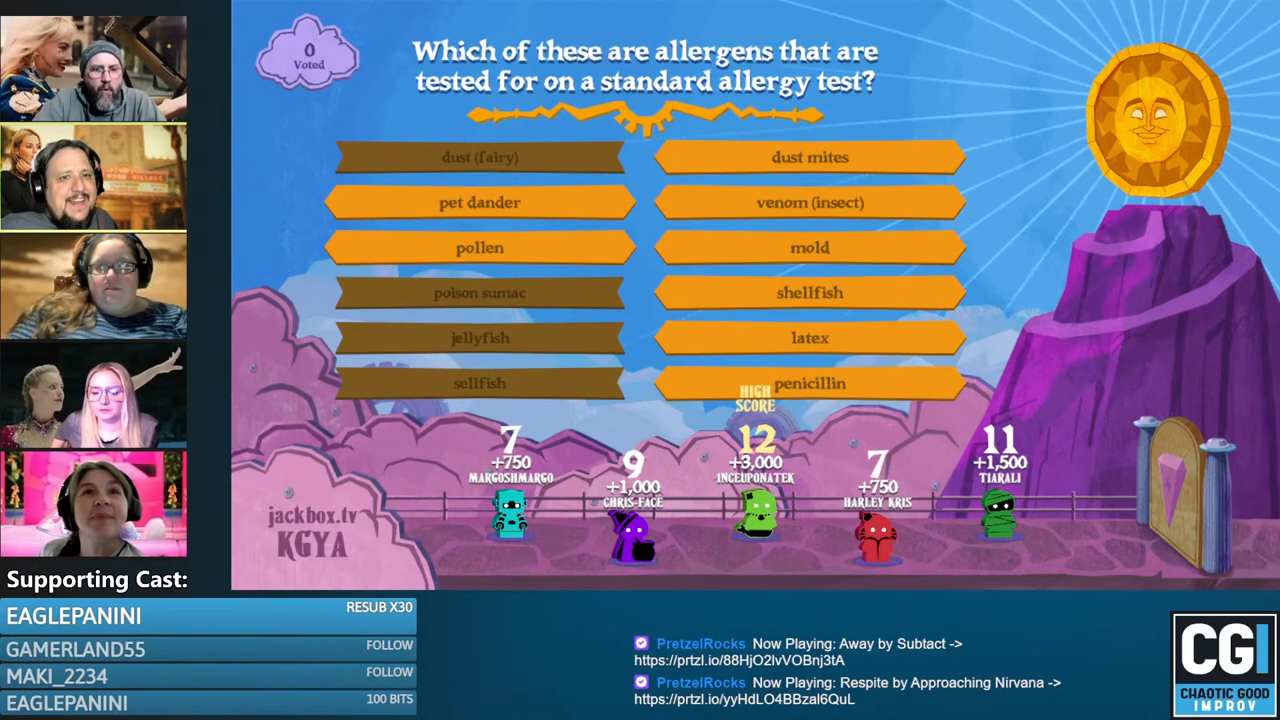 0
Voted
Which of these are allergens that are
tested for on a standard allergy test?
dust (fairy)
dust mites
pet dander
venom (insect)
pollen
mold
poison sumac
shellfish
jellyfish
latex
sellfish
penicillin
HIGH
SCORE
7
+750
MARGOSHMARGO
9
+1,000
CHRIS-FACE
12
+3,000
INCEUPONATEK
7
+750
HARLEY KRIS
11
+1,500
TIARALI
jackbox.tv
KGYA
Supporting Cast:
EAGLEPANINI RESUB X30
GAMERLAND55 FOLLOW
MAKI_2234 FOLLOW
EAGLEPANINI 100 BITS
PretzelRocks Now Playing: Away by Subtact ->
https://prtzl.io/88HjO2lvVOBnj3tA
PretzelRocks Now Playing: Respite by Approaching Nirvana ->
https://prtzl.io/yyHdLO4BBzal6QuL
CGI
CHAOTIC GOOD
IMPROV